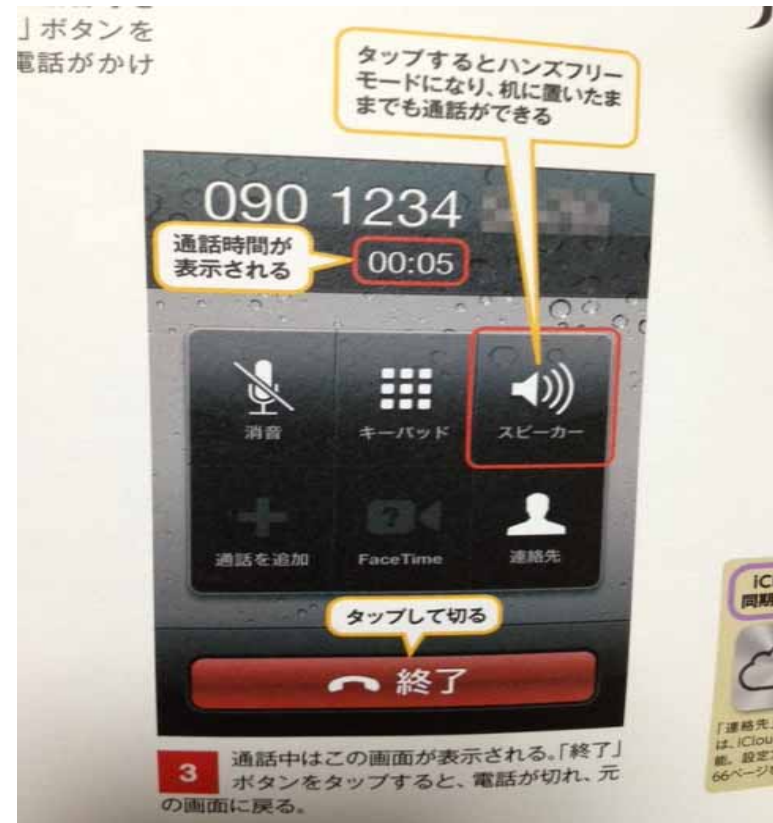 」ボタンを
電話がかけ
タップするとハンズフリー
モードになり、机に置いたま
までも通話ができる
090 1234
通話時間が
表示される
00:05
消音
キーパッド
スピーカー
通話を追加
FaceTime
連絡先
タップして切る
終了
3
通話中はこの画面が表示される。「終了」
ボタンをタップすると、電話が切れ、元
の画面に戻る。
iC
同期
「連絡先
は、iClou
能。設定
66ページ